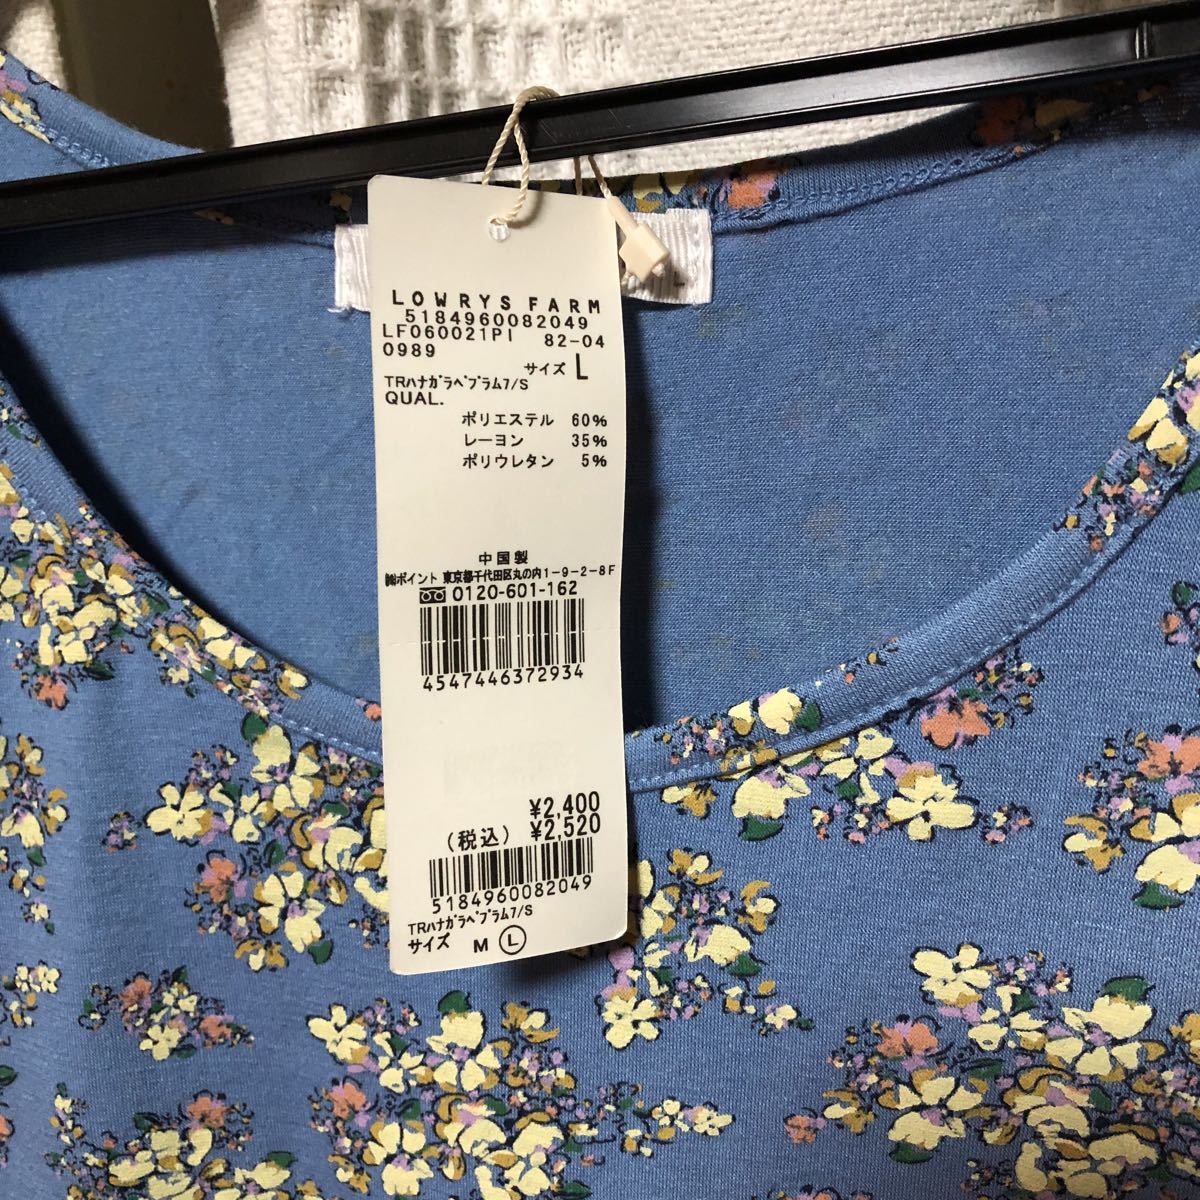 LOWRYS FARM
5184960082049
LF060021PI 82-04
0989
サイズ L
TRハナガラペプラム7/S
QUAL.
ポリエステル 60%
レーヨン 35%
ポリウレタン 5%
中国製
㈱ポイント 東京都千代田区丸の内1-9-2-8F
0120-601-162
4547446372934
¥2,400
(税込) ¥2,520
5184960082049
TRハナガラペプラム7/S
サイズ M Ⓛ
L